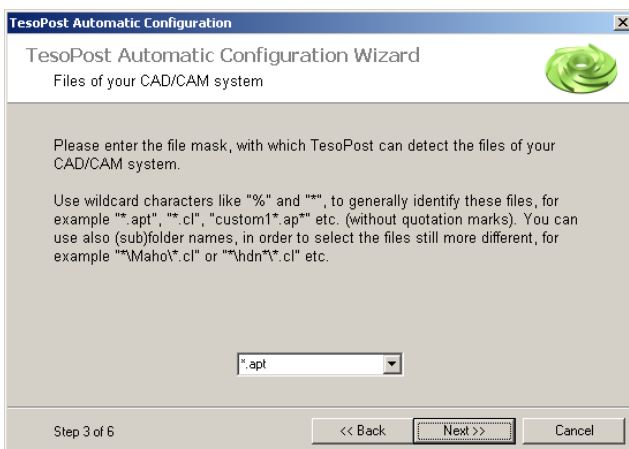 TesoPost Automatic Configuration
TesoPost Automatic Configuration Wizard
Files of your CAD/CAM system
Please enter the file mask, with which TesoPost can detect the files of your
CAD/CAM system.
Use wildcard characters like "%" and "*", to generally identify these files, for
example "*.apt", "*.cl", "custom1*.ap*" etc. (without quotation marks). You can
use also (sub)folder names, in order to select the files still more different, for
example "*\Maho\*.cl" or "*\hdn*\*.cl" etc.
*.apt
Step 3 of 6
<< Back
Next >>
Cancel